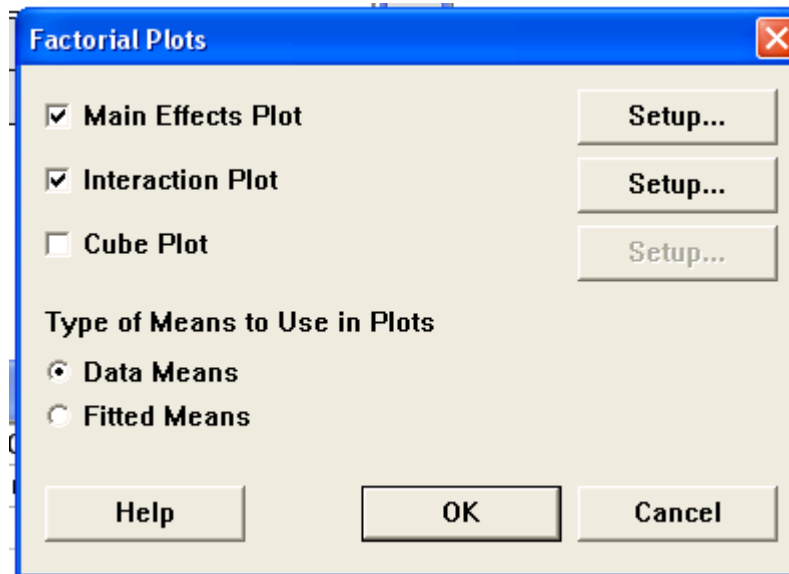 Factorial Plots
Main Effects Plot Setup...
Interaction Plot Setup...
Cube Plot Setup...
Type of Means to Use in Plots
Data Means
Fitted Means
Help OK Cancel